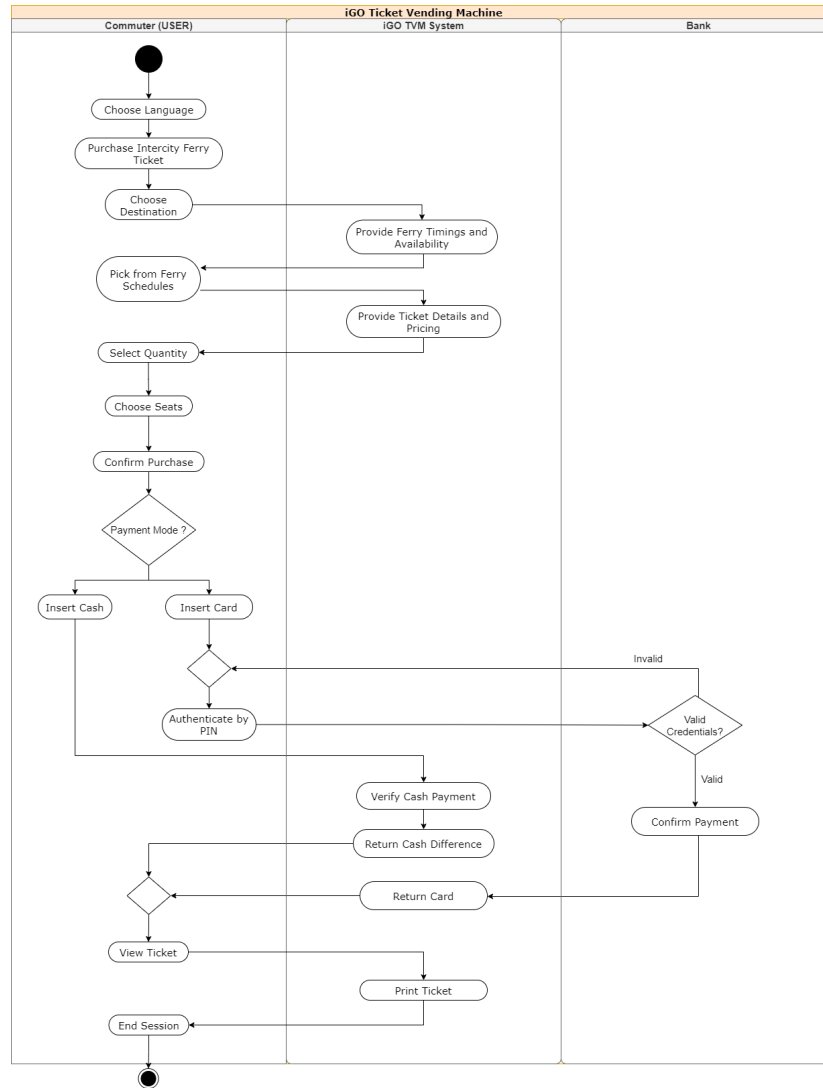 iGO Ticket Vending Machine
Commuter (USER)
iGO TVM System
Bank
Choose Language
Purchase Intercity Ferry
Ticket
Choose
Destination
Provide Ferry Timings and
Availability
Pick from Ferry
Schedules
Provide Ticket Details and
Pricing
Select Quantity
Choose Seats
Confirm Purchase
Payment Mode ?
Insert Cash
Insert Card
Invalid
Authenticate by
PIN
Valid
Credentials?
Valid
Verify Cash Payment
Confirm Payment
Return Cash Difference
Return Card
View Ticket
Print Ticket
End Session